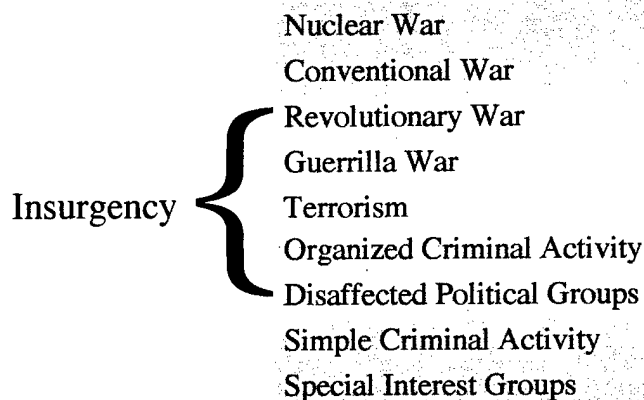 Nuclear War
Conventional War
Revolutionary War
Guerrilla War
Insurgency
Terrorism
Organized Criminal Activity
Disaffected Political Groups
Simple Criminal Activity
Special Interest Groups